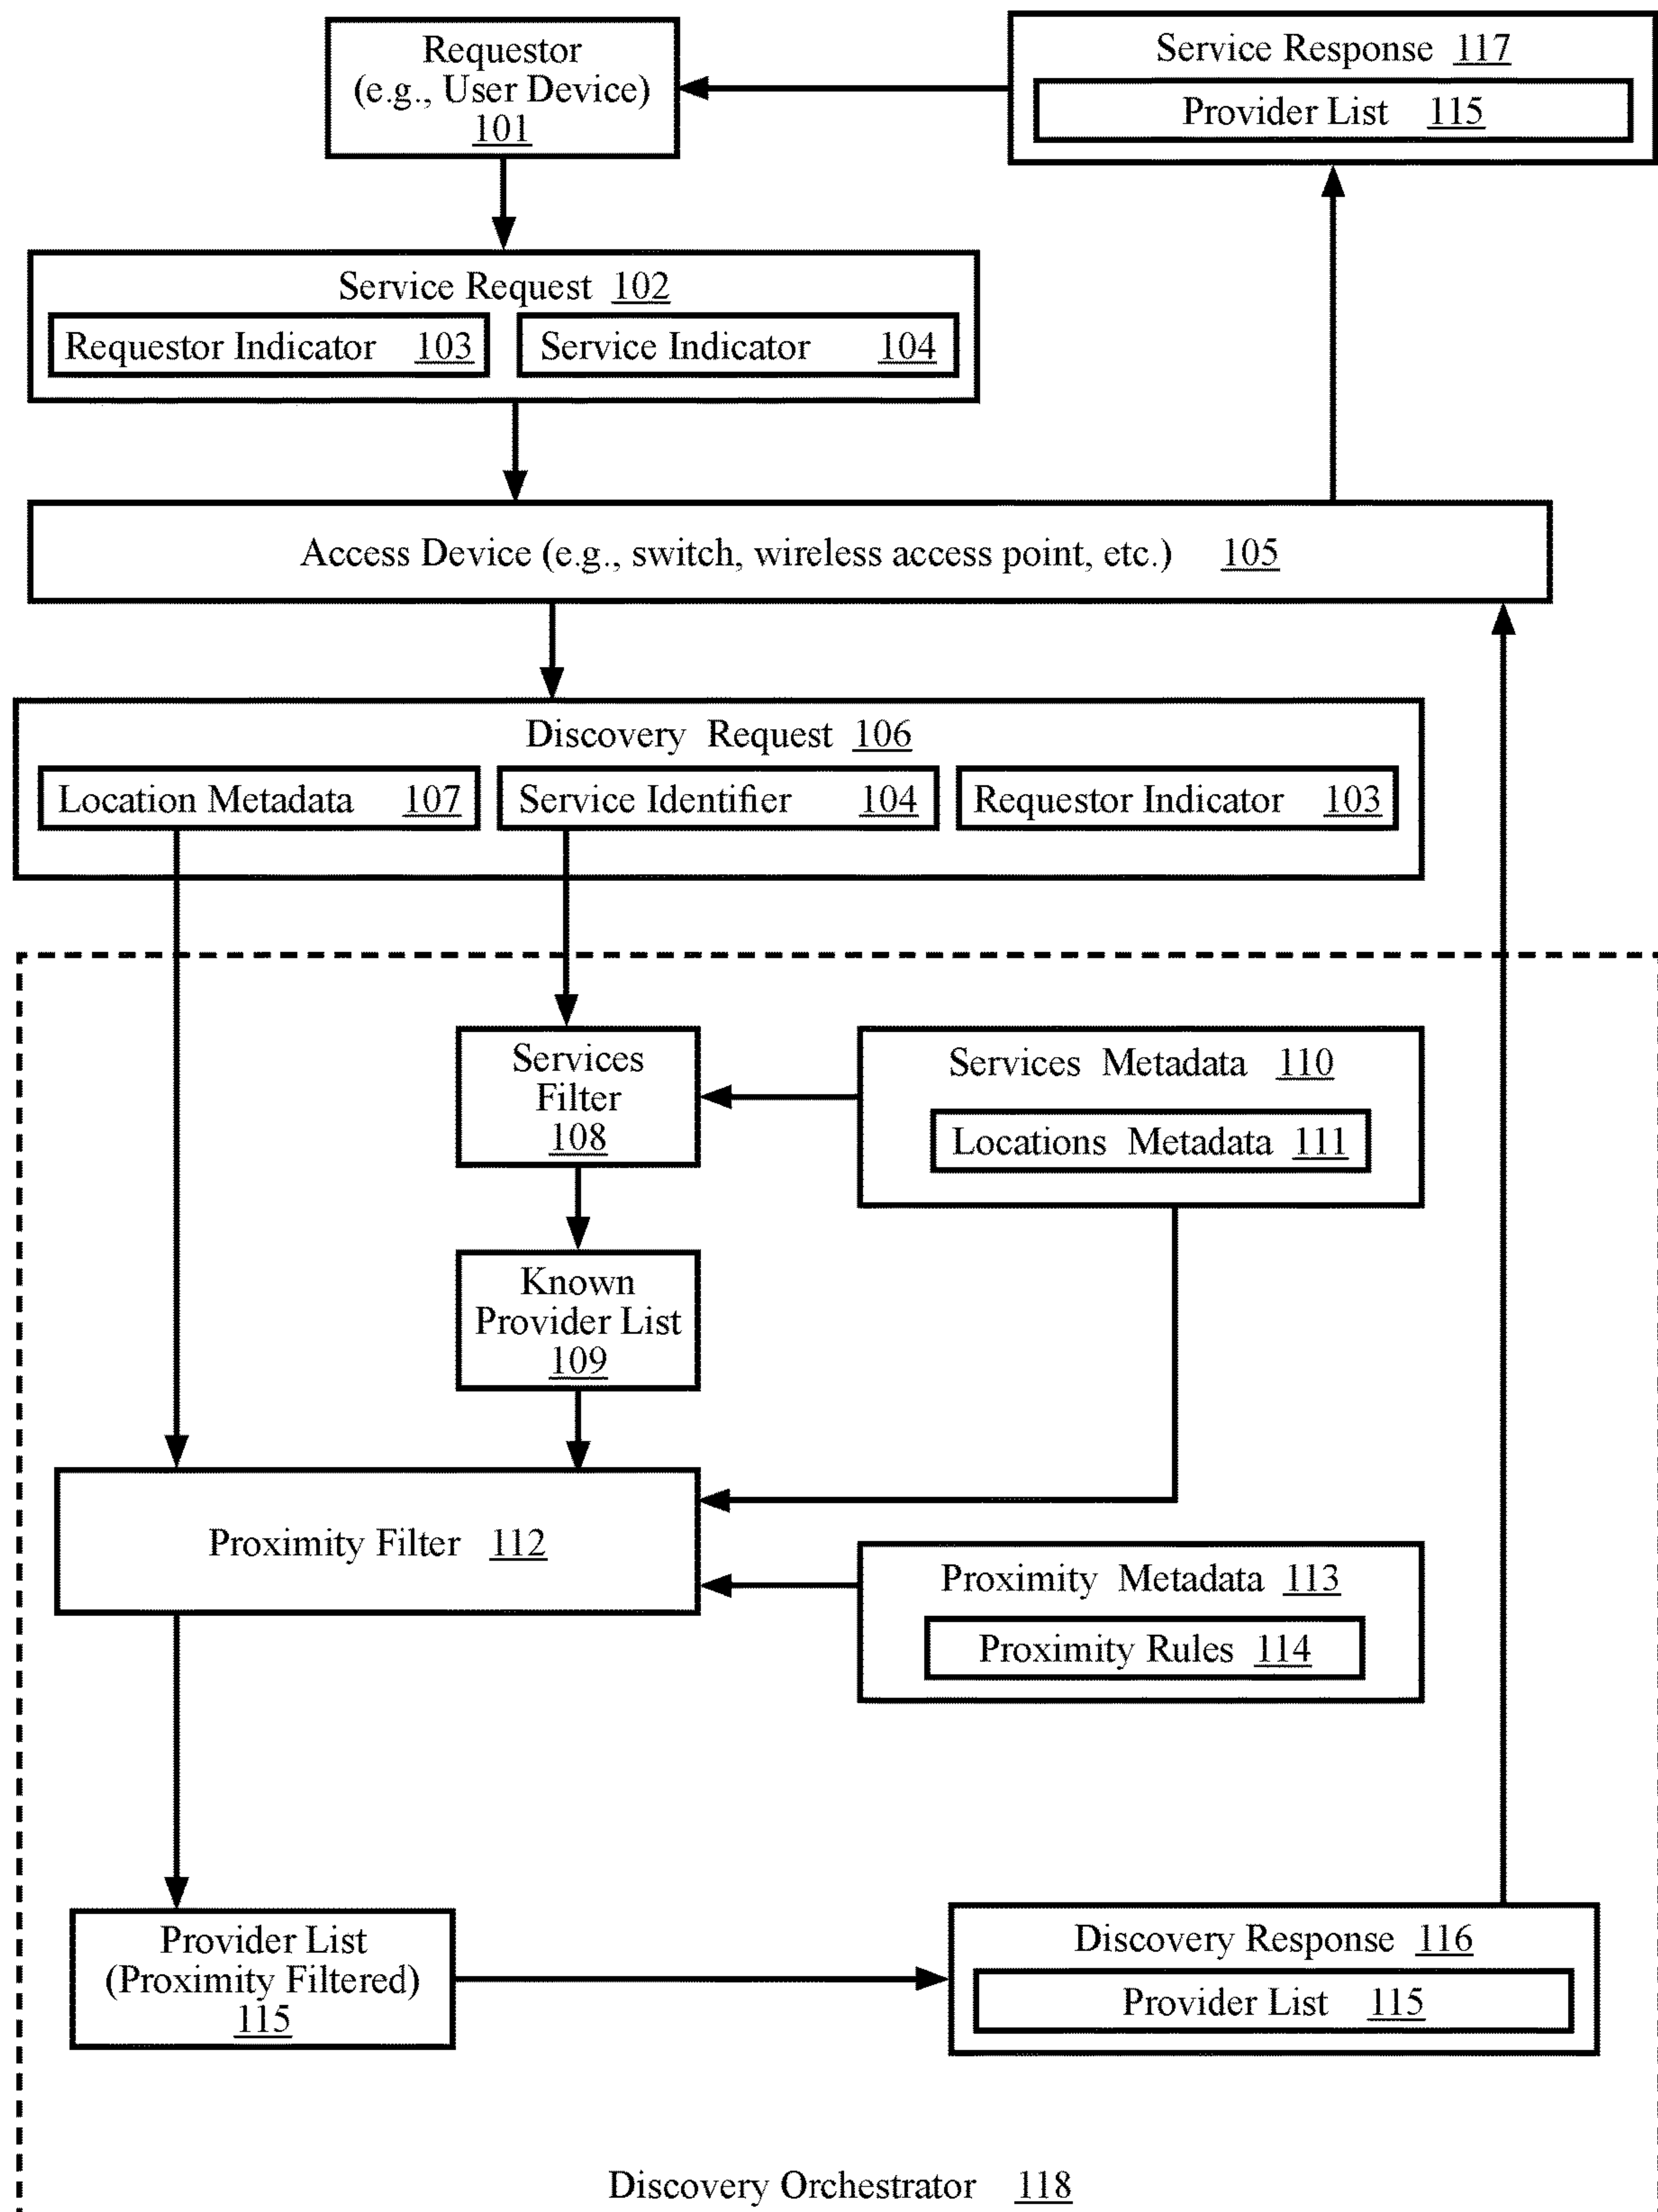 Requestor
(e.g., User Device)
101
Service Response 117
Provider List 115
Service Request 102
Requestor Indicator 103
Service Indicator 104
Access Device (e.g., switch, wireless access point, etc.) 105
Discovery Request 106
Location Metadata 107
Service Identifier 104
Requestor Indicator 103
Services
Filter
108
Services Metadata 110
Locations Metadata 111
Known
Provider List
109
Proximity Filter 112
Proximity Metadata 113
Proximity Rules 114
Provider List
(Proximity Filtered)
115
Discovery Response 116
Provider List 115
Discovery Orchestrator 118